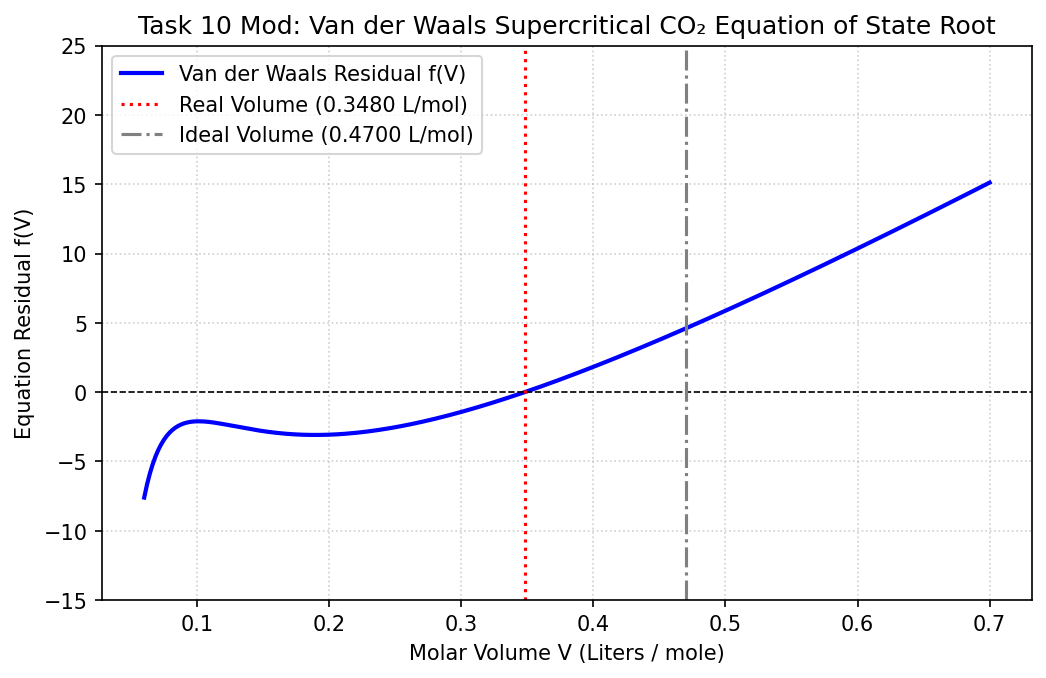 Task 10 Mod: Van der Waals Supercritical CO₂ Equation of State Root
Van der Waals Residual f(V)
Real Volume (0.3480 L/mol)
Ideal Volume (0.4700 L/mol)
Equation Residual f(V)
25
20
15
10
5
0
−5
−10
−15
0.1 0.2 0.3 0.4 0.5 0.6 0.7
Molar Volume V (Liters / mole)